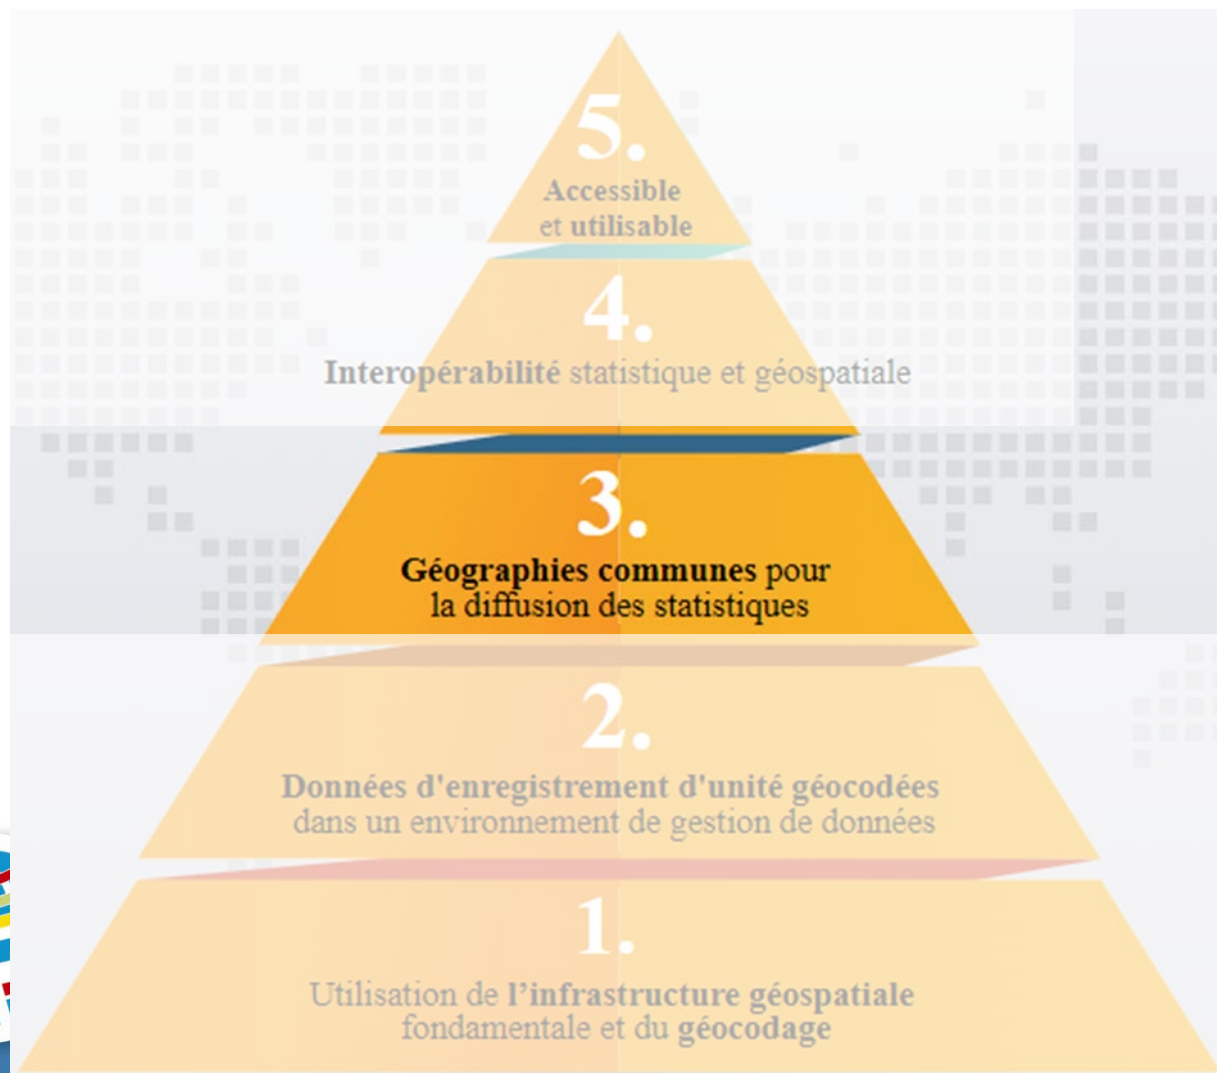 5.
Accessible
et utilisable
4.
Interopérabilité statistique et géospatiale
3.
Géographies communes pour
la diffusion des statistiques
2.
Données d'enregistrement d'unité géocodées
dans un environnement de gestion de données
1.
Utilisation de l’infrastructure géospatiale
fondamentale et du géocodage